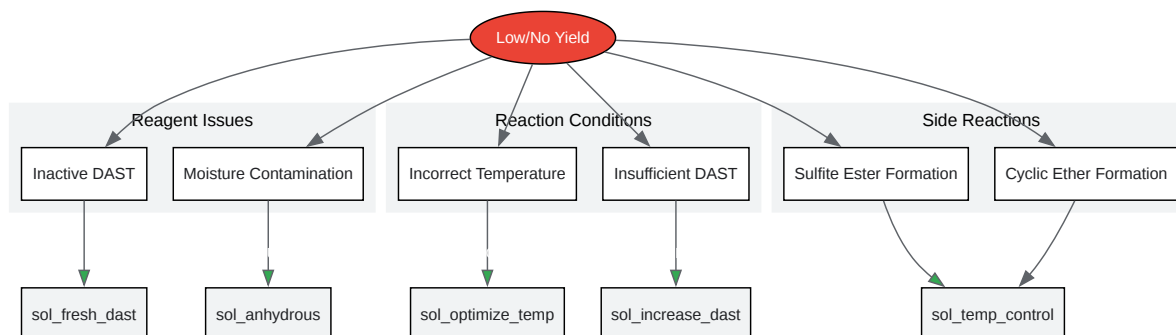 Low/No Yield
Reagent Issues
Reaction Conditions
Side Reactions
Inactive DAST
Moisture Contamination
Incorrect Temperature
Insufficient DAST
Sulfite Ester Formation
Cyclic Ether Formation
sol_fresh_dast
sol_anhydrous
sol_optimize_temp
sol_increase_dast
sol_temp_control